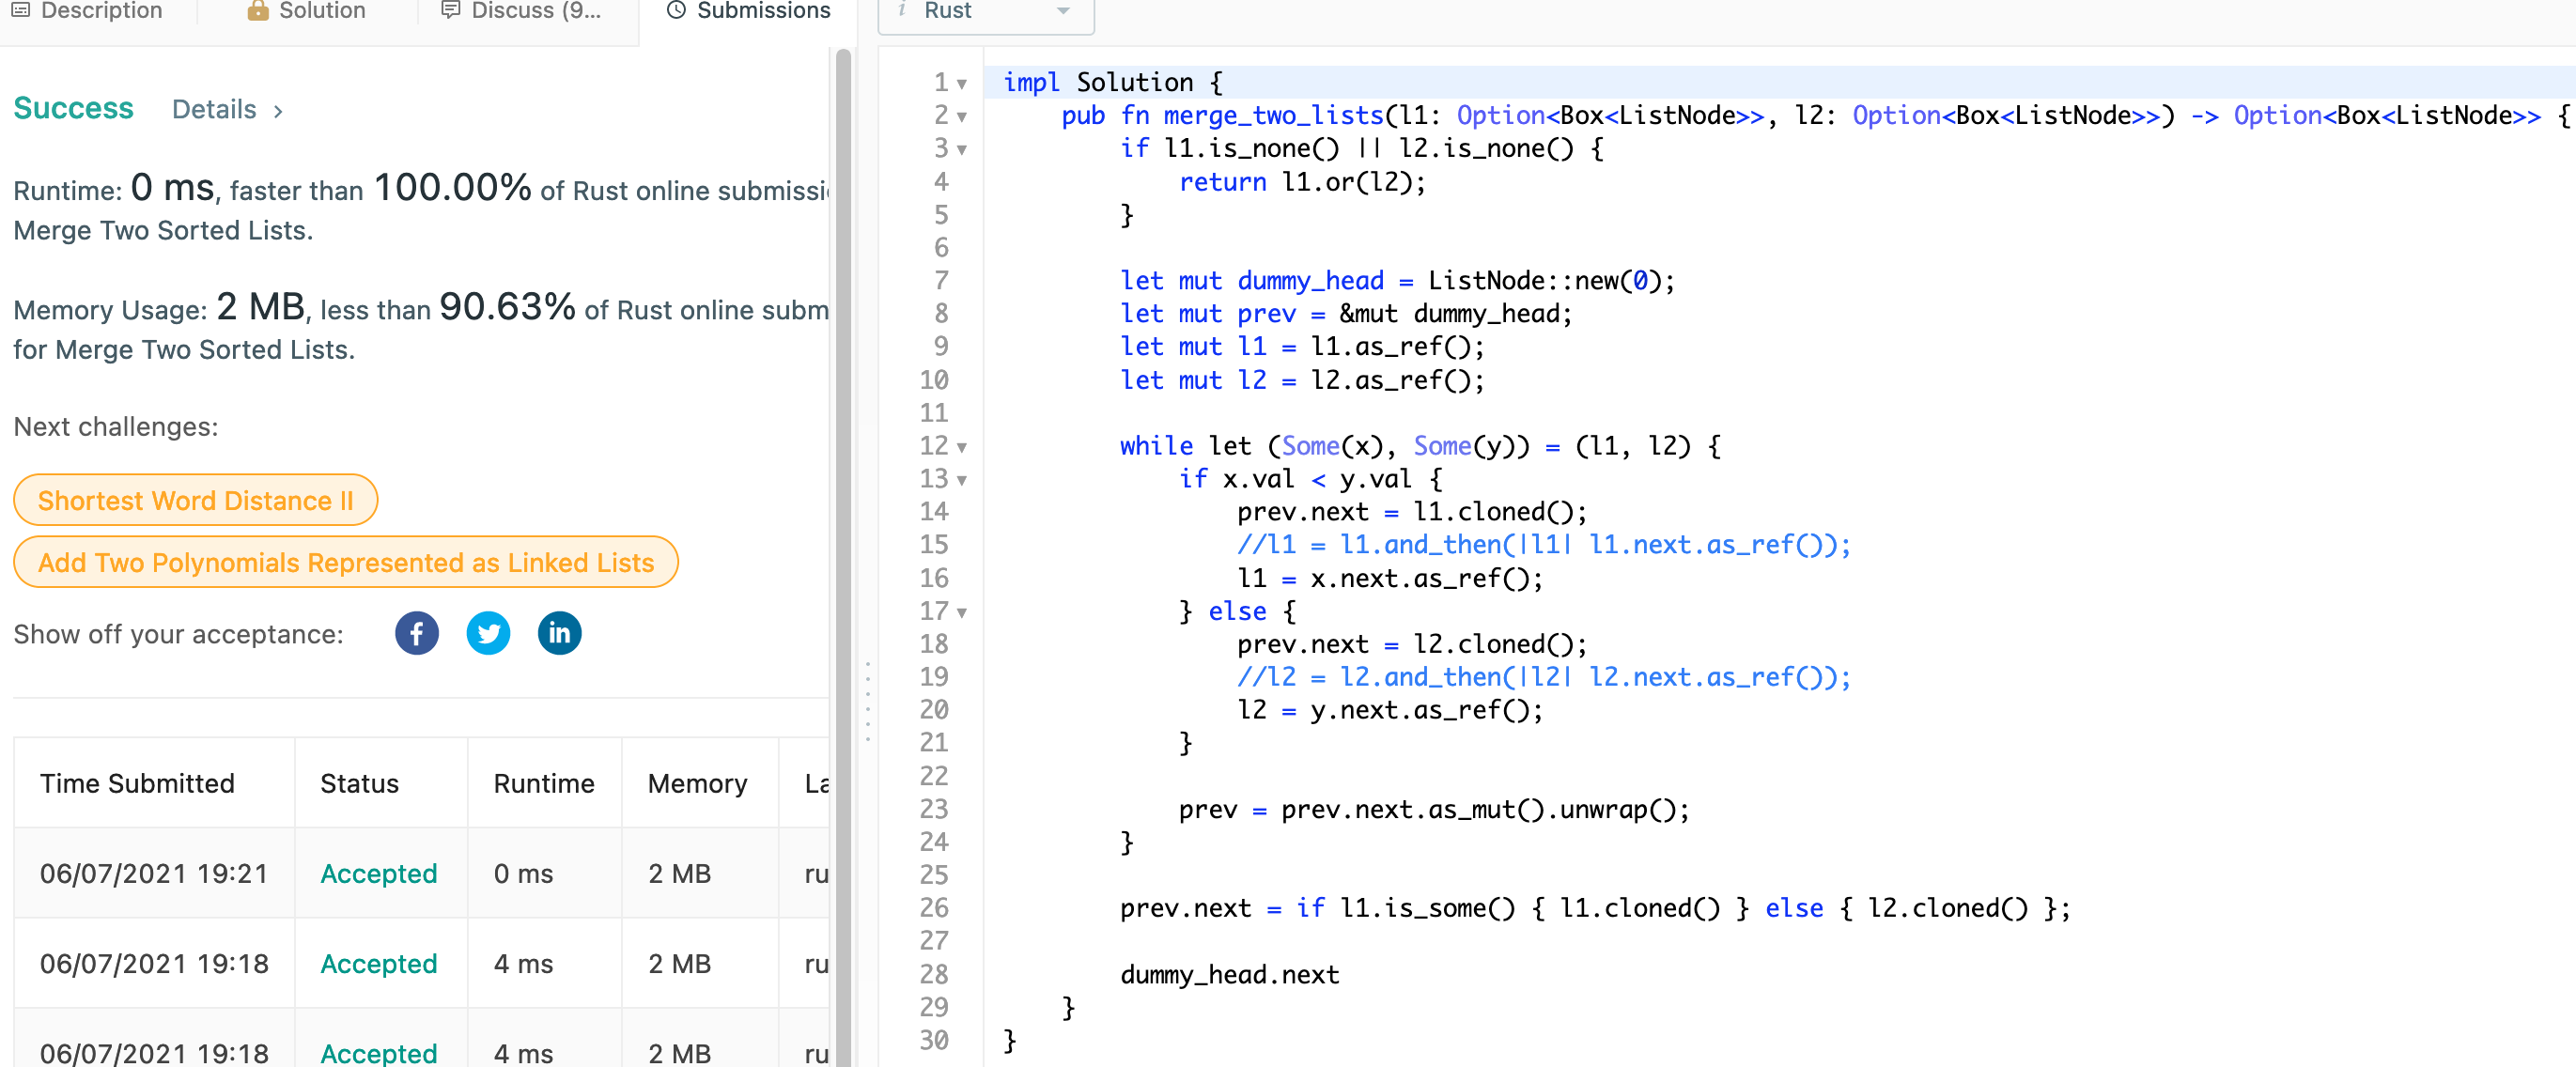 Description
Solution
Discuss (9...
Submissions
i Rust
Success Details >
Runtime: 0 ms, faster than 100.00% of Rust online submissi
Merge Two Sorted Lists.
Memory Usage: 2 MB, less than 90.63% of Rust online subm
for Merge Two Sorted Lists.
Next challenges:
Shortest Word Distance II
Add Two Polynomials Represented as Linked Lists
Show off your acceptance:
Time Submitted Status Runtime Memory La
06/07/2021 19:21 Accepted 0 ms 2 MB ru
06/07/2021 19:18 Accepted 4 ms 2 MB ru
06/07/2021 19:18 Accepted 4 ms 2 MB ru
1 impl Solution {
2     pub fn merge_two_lists(l1: Option<Box<ListNode>>, l2: Option<Box<ListNode>>) -> Option<Box<ListNode>> {
3         if l1.is_none() || l2.is_none() {
4             return l1.or(l2);
5         }
6
7         let mut dummy_head = ListNode::new(0);
8         let mut prev = &mut dummy_head;
9         let mut l1 = l1.as_ref();
10         let mut l2 = l2.as_ref();
11
12         while let (Some(x), Some(y)) = (l1, l2) {
13             if x.val < y.val {
14                 prev.next = l1.cloned();
15                 //l1 = l1.and_then(|l1| l1.next.as_ref());
16                 l1 = x.next.as_ref();
17             } else {
18                 prev.next = l2.cloned();
19                 //l2 = l2.and_then(|l2| l2.next.as_ref());
20                 l2 = y.next.as_ref();
21             }
22
23             prev = prev.next.as_mut().unwrap();
24         }
25
26         prev.next = if l1.is_some() { l1.cloned() } else { l2.cloned() };
27
28         dummy_head.next
29     }
30 }